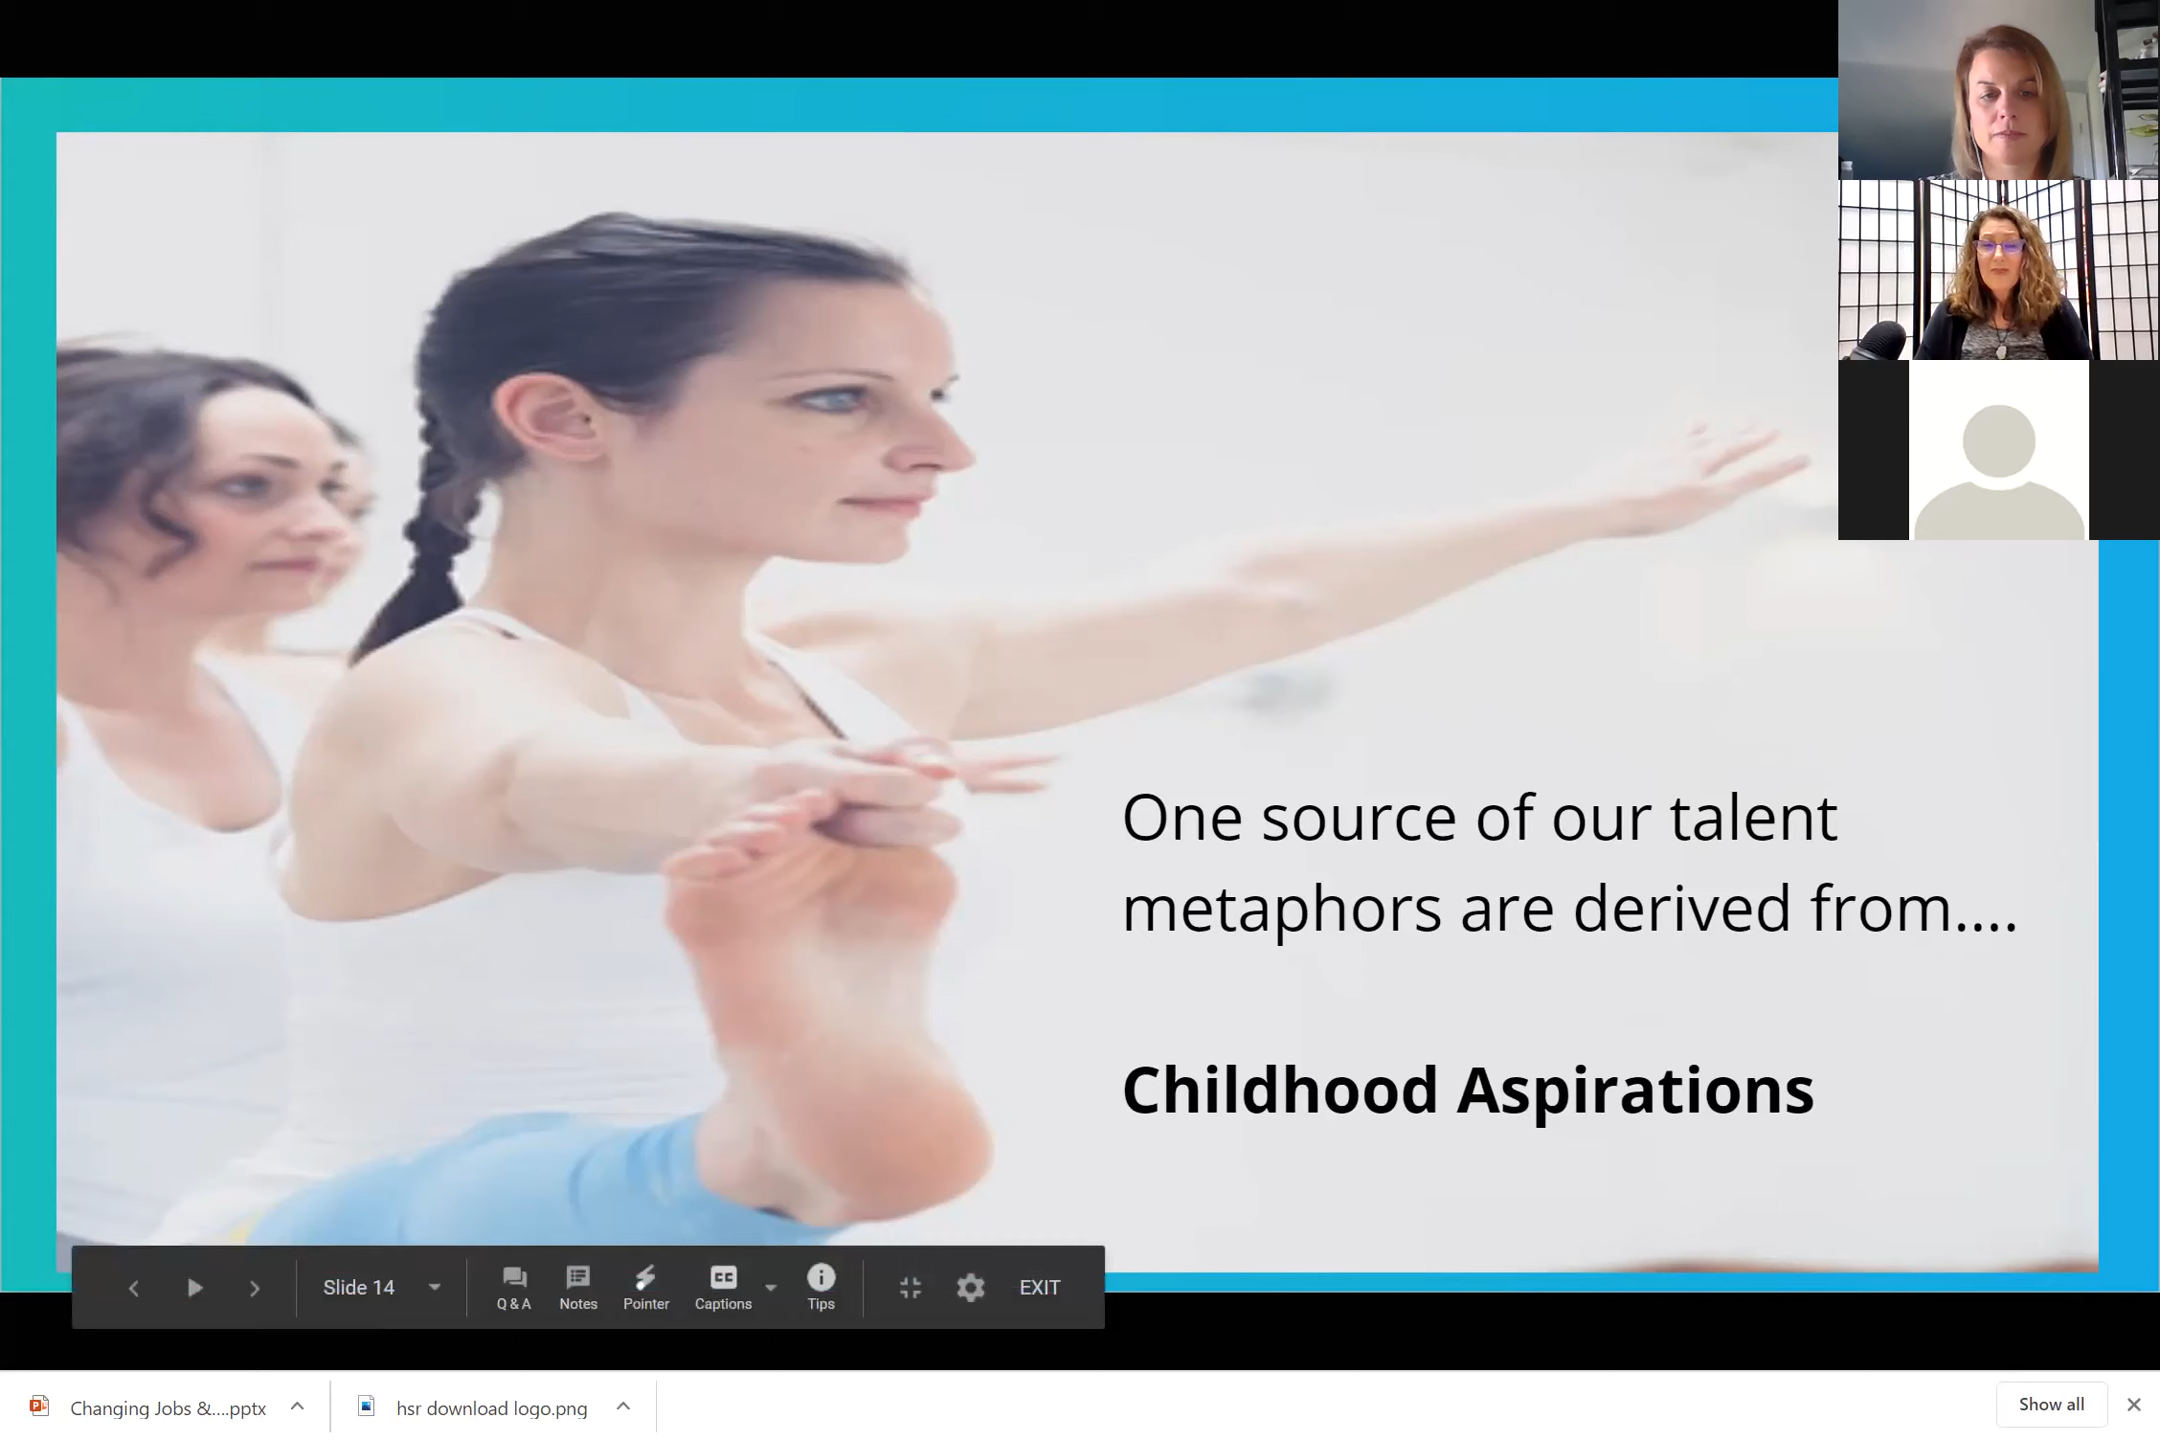 One source of our talent
metaphors are derived from....
Childhood Aspirations
Slide 14
Q & A
Notes
Pointer
CC
Captions
i
Tips
EXIT
Changing Jobs &....pptx
hsr download logo.png
Show all